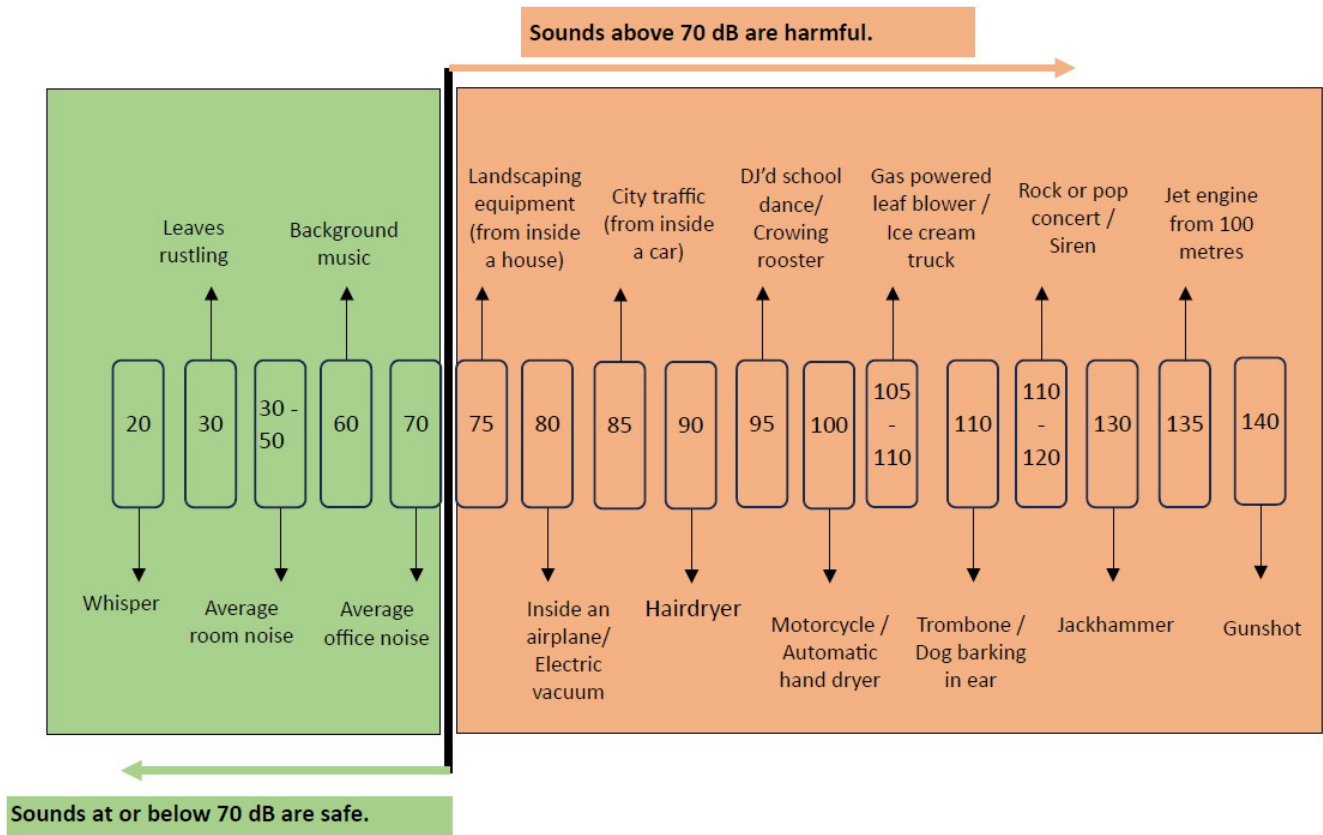 Sounds above 70 dB are harmful.
Leaves
rustling
Background
music
Landscaping
equipment
(from inside
a house)
City traffic
(from inside
a car)
DJ’d school
dance/
Crowing
rooster
Gas powered
leaf blower /
Ice cream
truck
Rock or pop
concert /
Siren
Jet engine
from 100
metres
20
30
30 -
50
60
70
75
80
85
90
95
100
105
-
110
110
110
-
120
130
135
140
Whisper
Average
room noise
Average
office noise
Inside an
airplane/
Electric
vacuum
Hairdryer
Motorcycle /
Automatic
hand dryer
Trombone /
Dog barking
in ear
Jackhammer
Gunshot
Sounds at or below 70 dB are safe.